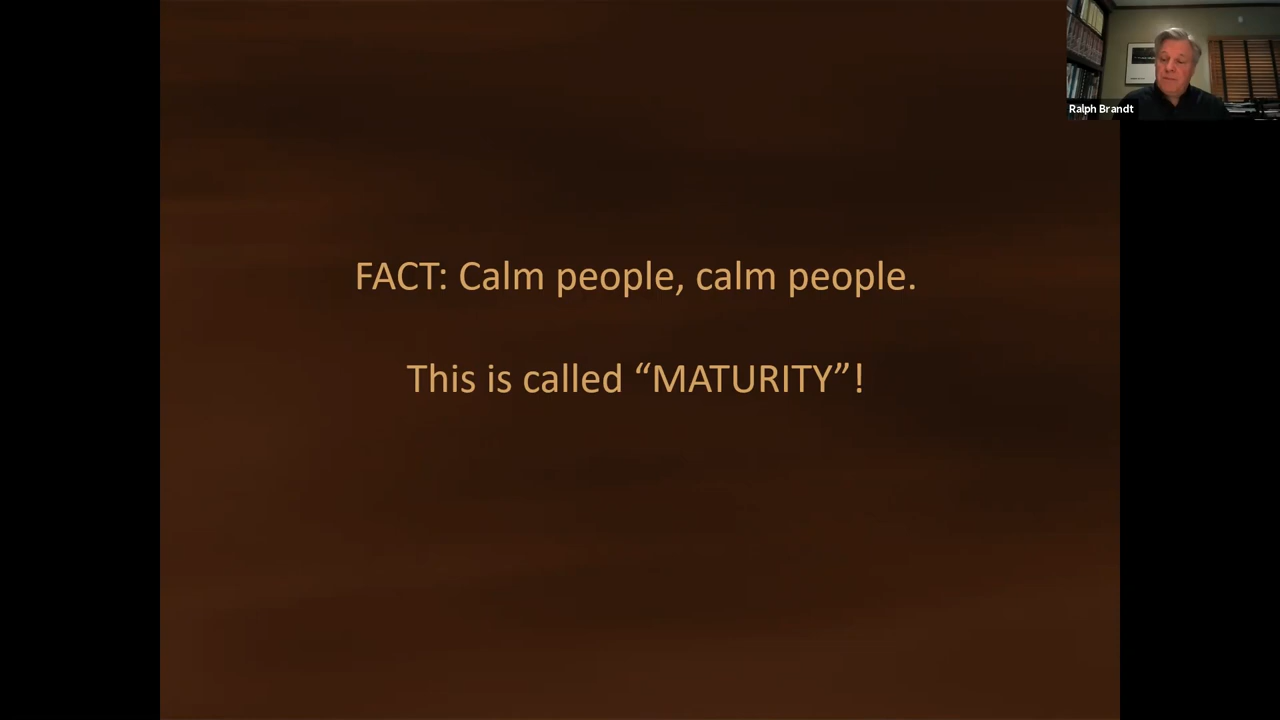 Ralph Brandt
FACT: Calm people, calm people.
This is called “MATURITY”!